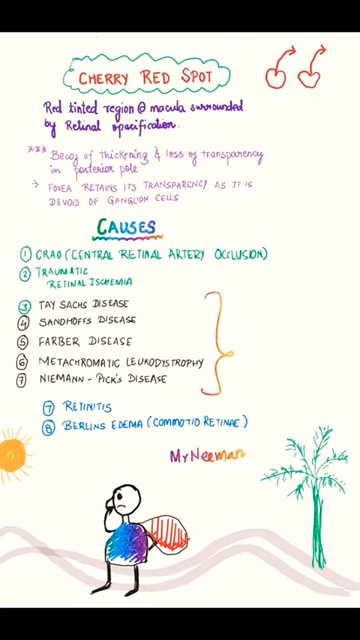 CHERRY RED SPOT
Red tinted region @ macula surrounded
by Retinal opacification.
*** Becoz of thickening & loss of transparency
in posterior pole
→ FOVEA RETAINS ITS TRANSPARENCY AS IT IS
DEVOID OF GANGLION CELLS
CAUSES
① CRAO (CENTRAL RETINAL ARTERY OCCLUSION)
② TRAUMATIC
RETINAL ISCHEMIA
③ TAY SACHS DISEASE
④ SANDHOFFS DISEASE
⑤ FARBER DISEASE
⑥ METACHROMATIC LEUKODYSTROPHY
⑦ NIEMANN - PICK'S DISEASE
⑦ RETINITIS
⑧ BERLINS EDEMA (COMMOTIO RETINAE)
MrNeeman